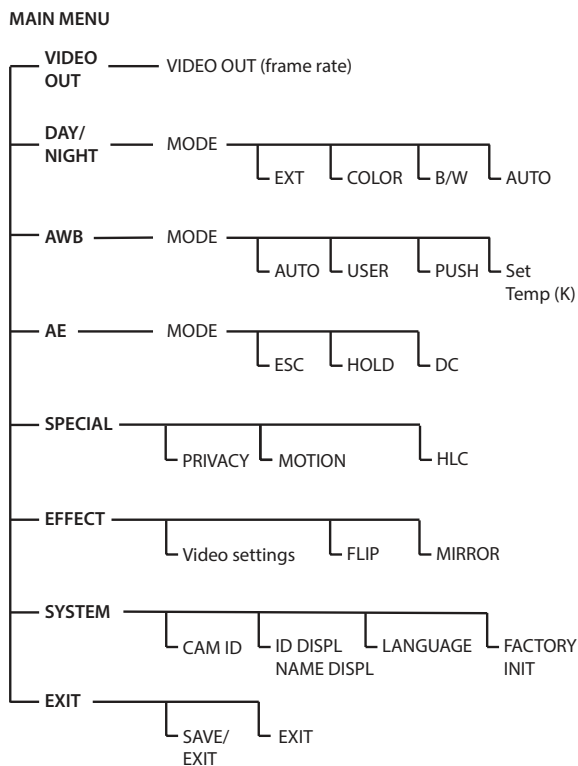 MAIN MENU
VIDEO
OUT
VIDEO OUT (frame rate)
DAY/
NIGHT
MODE
EXT
COLOR
B/W
AUTO
AWB
MODE
AUTO
USER
PUSH
Set
Temp (K)
AE
MODE
ESC
HOLD
DC
SPECIAL
PRIVACY
MOTION
HLC
EFFECT
Video settings
FLIP
MIRROR
SYSTEM
CAM ID
ID DISPL
NAME DISPL
LANGUAGE
FACTORY
INIT
EXIT
SAVE/
EXIT
EXIT